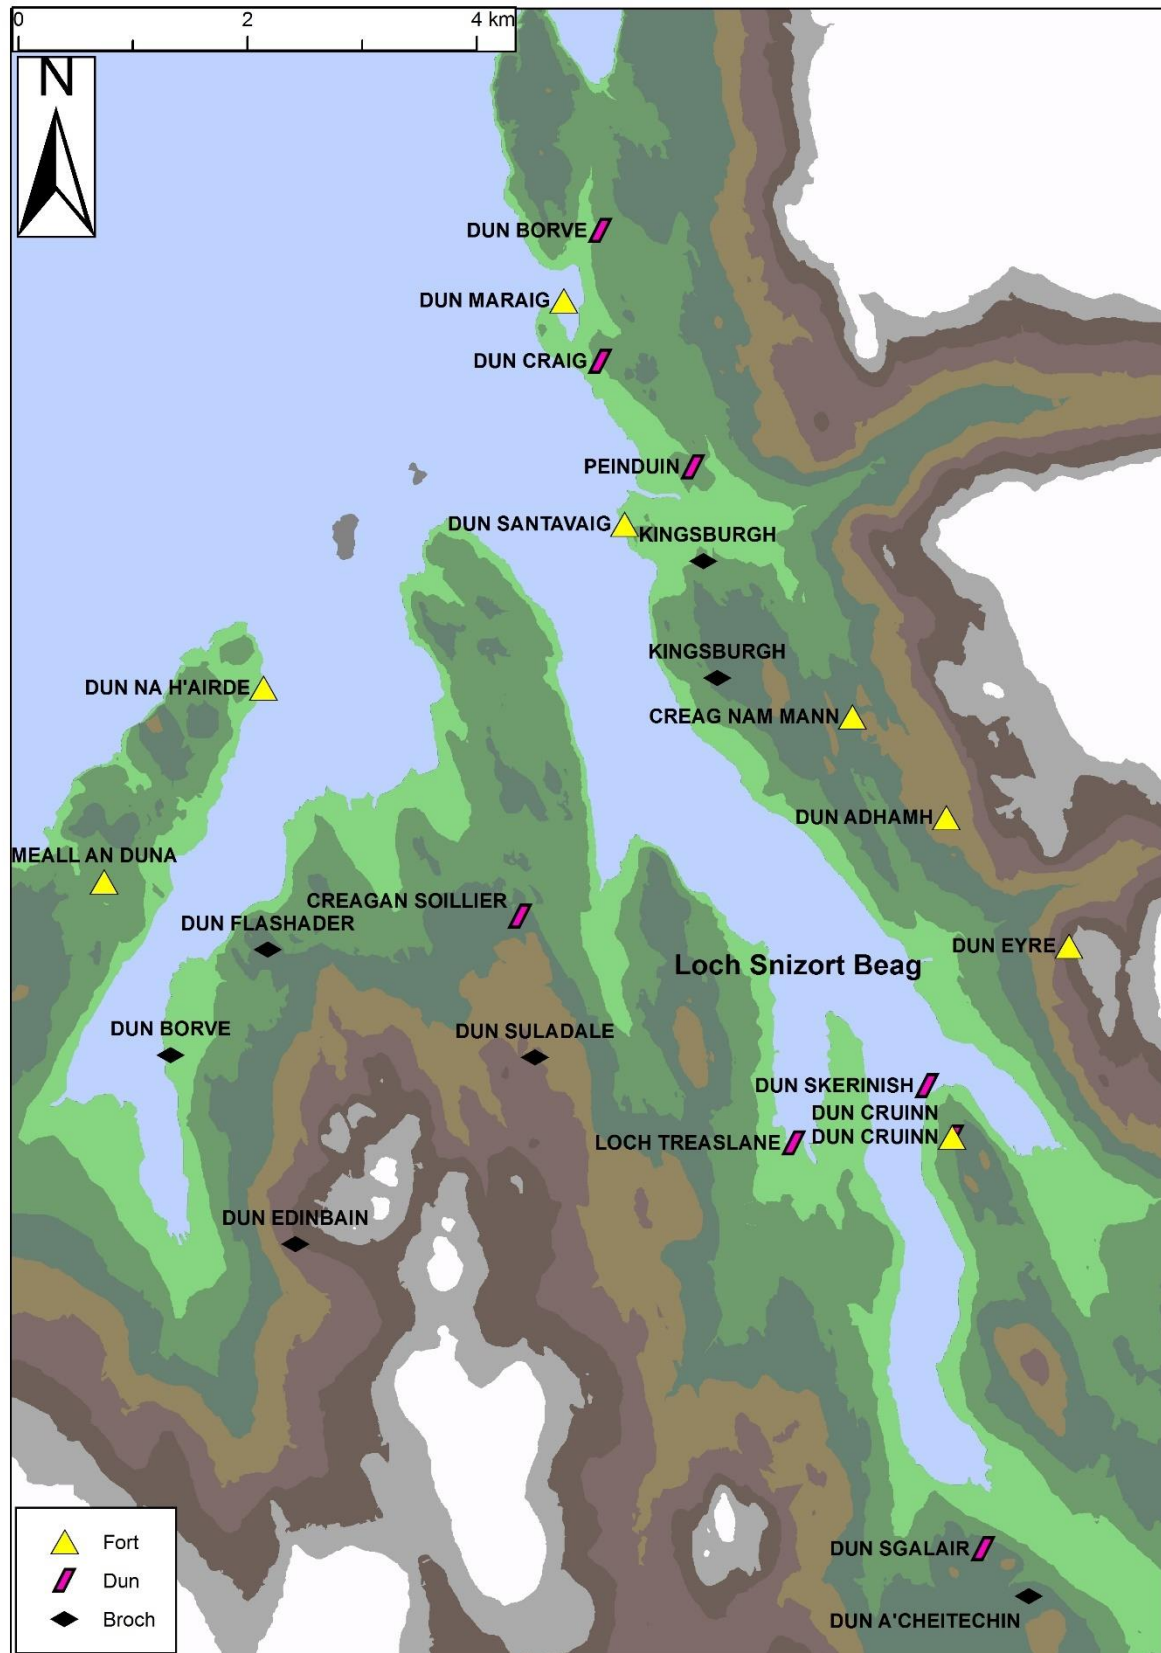 0 2 4 km
N
DUN BORVE
DUN MARAIG
DUN CRAIG
PEINDUIN
DUN SANTAVAIG
KINGSBURGH
KINGSBURGH
DUN NA H'AIRDE
CREAG NAM MANN
DUN ADHAMH
MEALL AN DUNA
CREAGAN SOILLIER
DUN FLASHADER
DUN EYRE
Loch Snizort Beag
DUN BORVE
DUN SULADALE
DUN SKERINISH
DUN CRUINN
DUN CRUINN
LOCH TREASLANE
DUN EDINBAIN
DUN SGALAIR
DUN A'CHEITECHIN
Fort
Dun
Broch